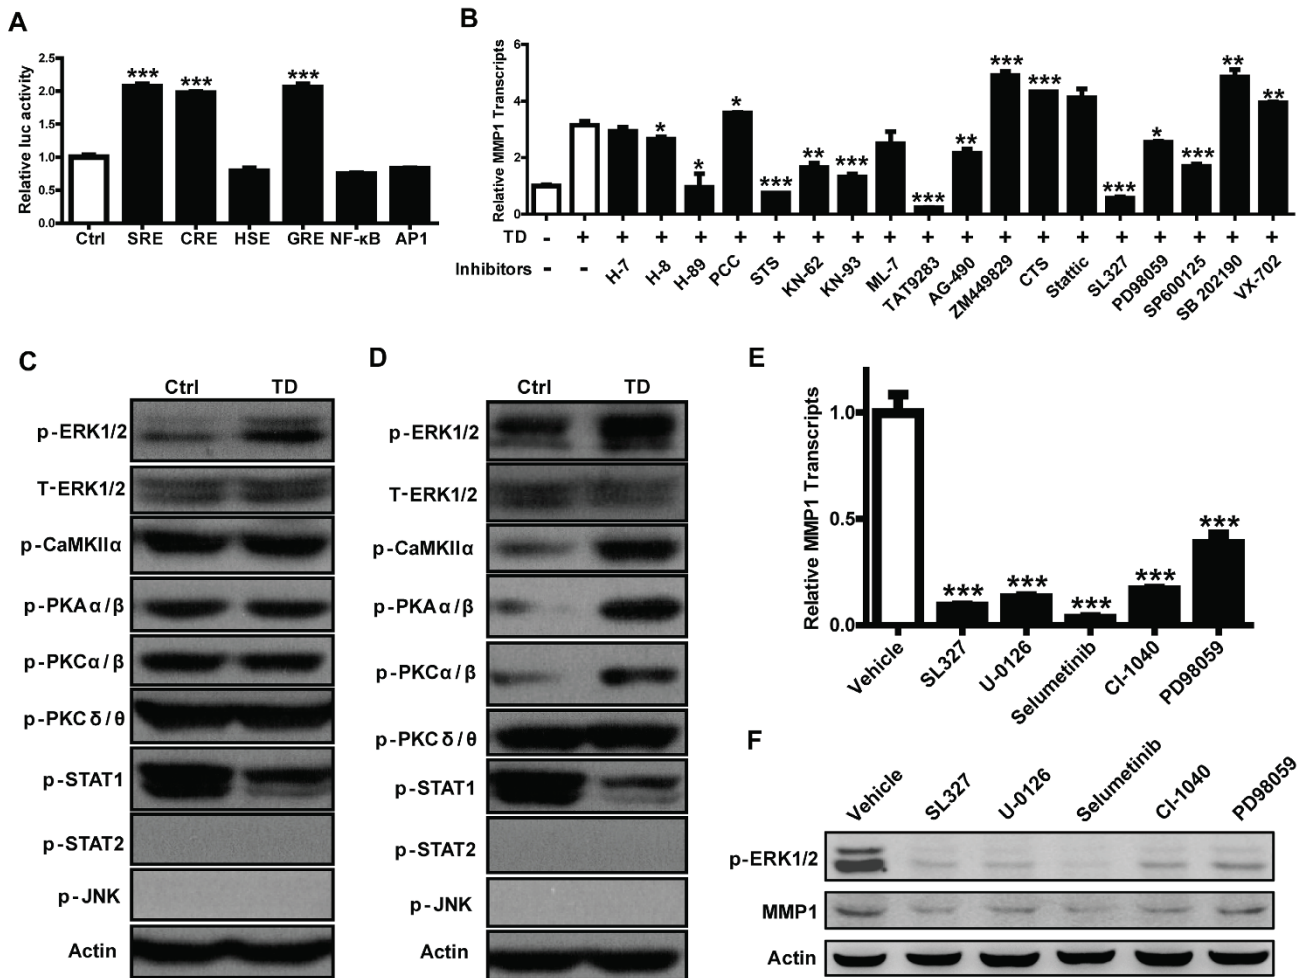 A
Relative luc activity
2.5
2.0
1.5
1.0
0.5
0.0
*** *** ***
Ctrl SRE CRE HSE GRE NF-κB AP1
B
Relative MMP1 Transcripts
6
4
2
0
* * * *** ** *** *** ** *** *** *** * *** ** **
TD - + + + + + + + + + + + + + + + + + + +
Inhibitors - - H-7 H-8 H-89 PCC STS KN-62 KN-93 ML-7 TAT9283 AG-490 ZM449829 CTS Stattic SL327 PD98059 SP600125 SB 202190 VX-702
C
Ctrl TD
p-ERK1/2
T-ERK1/2
p-CaMKIIα
p-PKAα/β
p-PKCα/β
p-PKCδ/θ
p-STAT1
p-STAT2
p-JNK
Actin
D
Ctrl TD
p-ERK1/2
T-ERK1/2
p-CaMKIIα
p-PKAα/β
p-PKCα/β
p-PKCδ/θ
p-STAT1
p-STAT2
p-JNK
Actin
E
Relative MMP1 Transcripts
1.0
0.5
0.0
*** *** *** *** ***
Vehicle SL327 U-0126 Selumetinib CI-1040 PD98059
F
Vehicle SL327 U-0126 Selumetinib CI-1040 PD98059
p-ERK1/2
MMP1
Actin